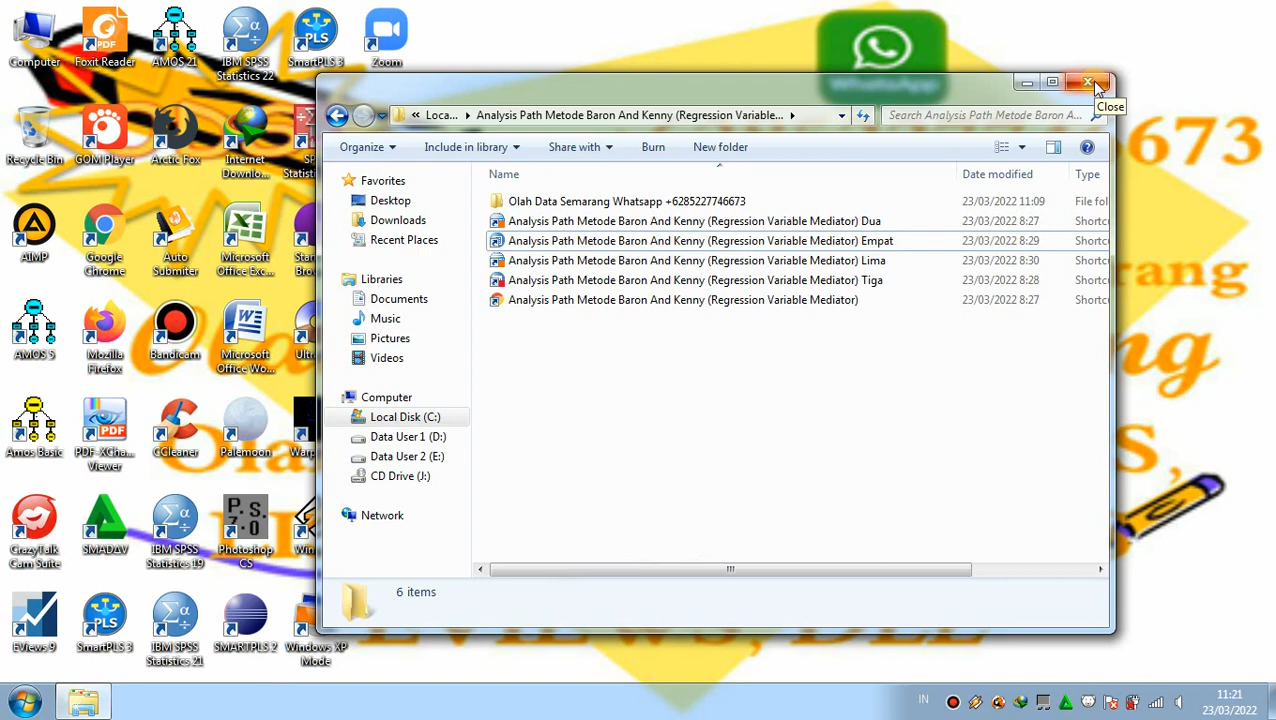 Computer
Foxit Reader
AMOS 21
IBM SPSS
Statistics 22
SmartPLS 3
Zoom
Recycle Bin
GOM Player
Arctic Fox
Internet
Downlo...
AIMP
Google
Chrome
Auto
Submiter
Microsoft
Office Exc...
AMOS 5
Mozilla
Firefox
Bandicam
Microsoft
Office Wo...
Amos Basic
PDF-XCha...
Viewer
CCleaner
Palemoon
CrazyTalk
Cam Suite
SMADAV
IBM SPSS
Statistics 19
Photoshop
CS
EViews 9
SmartPLS 3
IBM SPSS
Statistics 21
SMARTPLS 2
Windows XP
Mode
Close
« Loca... Analysis Path Metode Baron And Kenny (Regression Variable...
Search Analysis Path Metode Baron A...
Organize Include in library Share with Burn New folder
Name Date modified Type
Olah Data Semarang Whatsapp +6285227746673 23/03/2022 11:09 File fol
Analysis Path Metode Baron And Kenny (Regression Variable Mediator) Dua 23/03/2022 8:27 Shortc
Analysis Path Metode Baron And Kenny (Regression Variable Mediator) Empat 23/03/2022 8:29 Shortc
Analysis Path Metode Baron And Kenny (Regression Variable Mediator) Lima 23/03/2022 8:30 Shortc
Analysis Path Metode Baron And Kenny (Regression Variable Mediator) Tiga 23/03/2022 8:28 Shortc
Analysis Path Metode Baron And Kenny (Regression Variable Mediator) 23/03/2022 8:27 Shortc
Favorites
Desktop
Downloads
Recent Places
Libraries
Documents
Music
Pictures
Videos
Computer
Local Disk (C:)
Data User 1 (D:)
Data User 2 (E:)
CD Drive (J:)
Network
6 items
673
EVIEWS, DLL
IN
11:21
23/03/2022